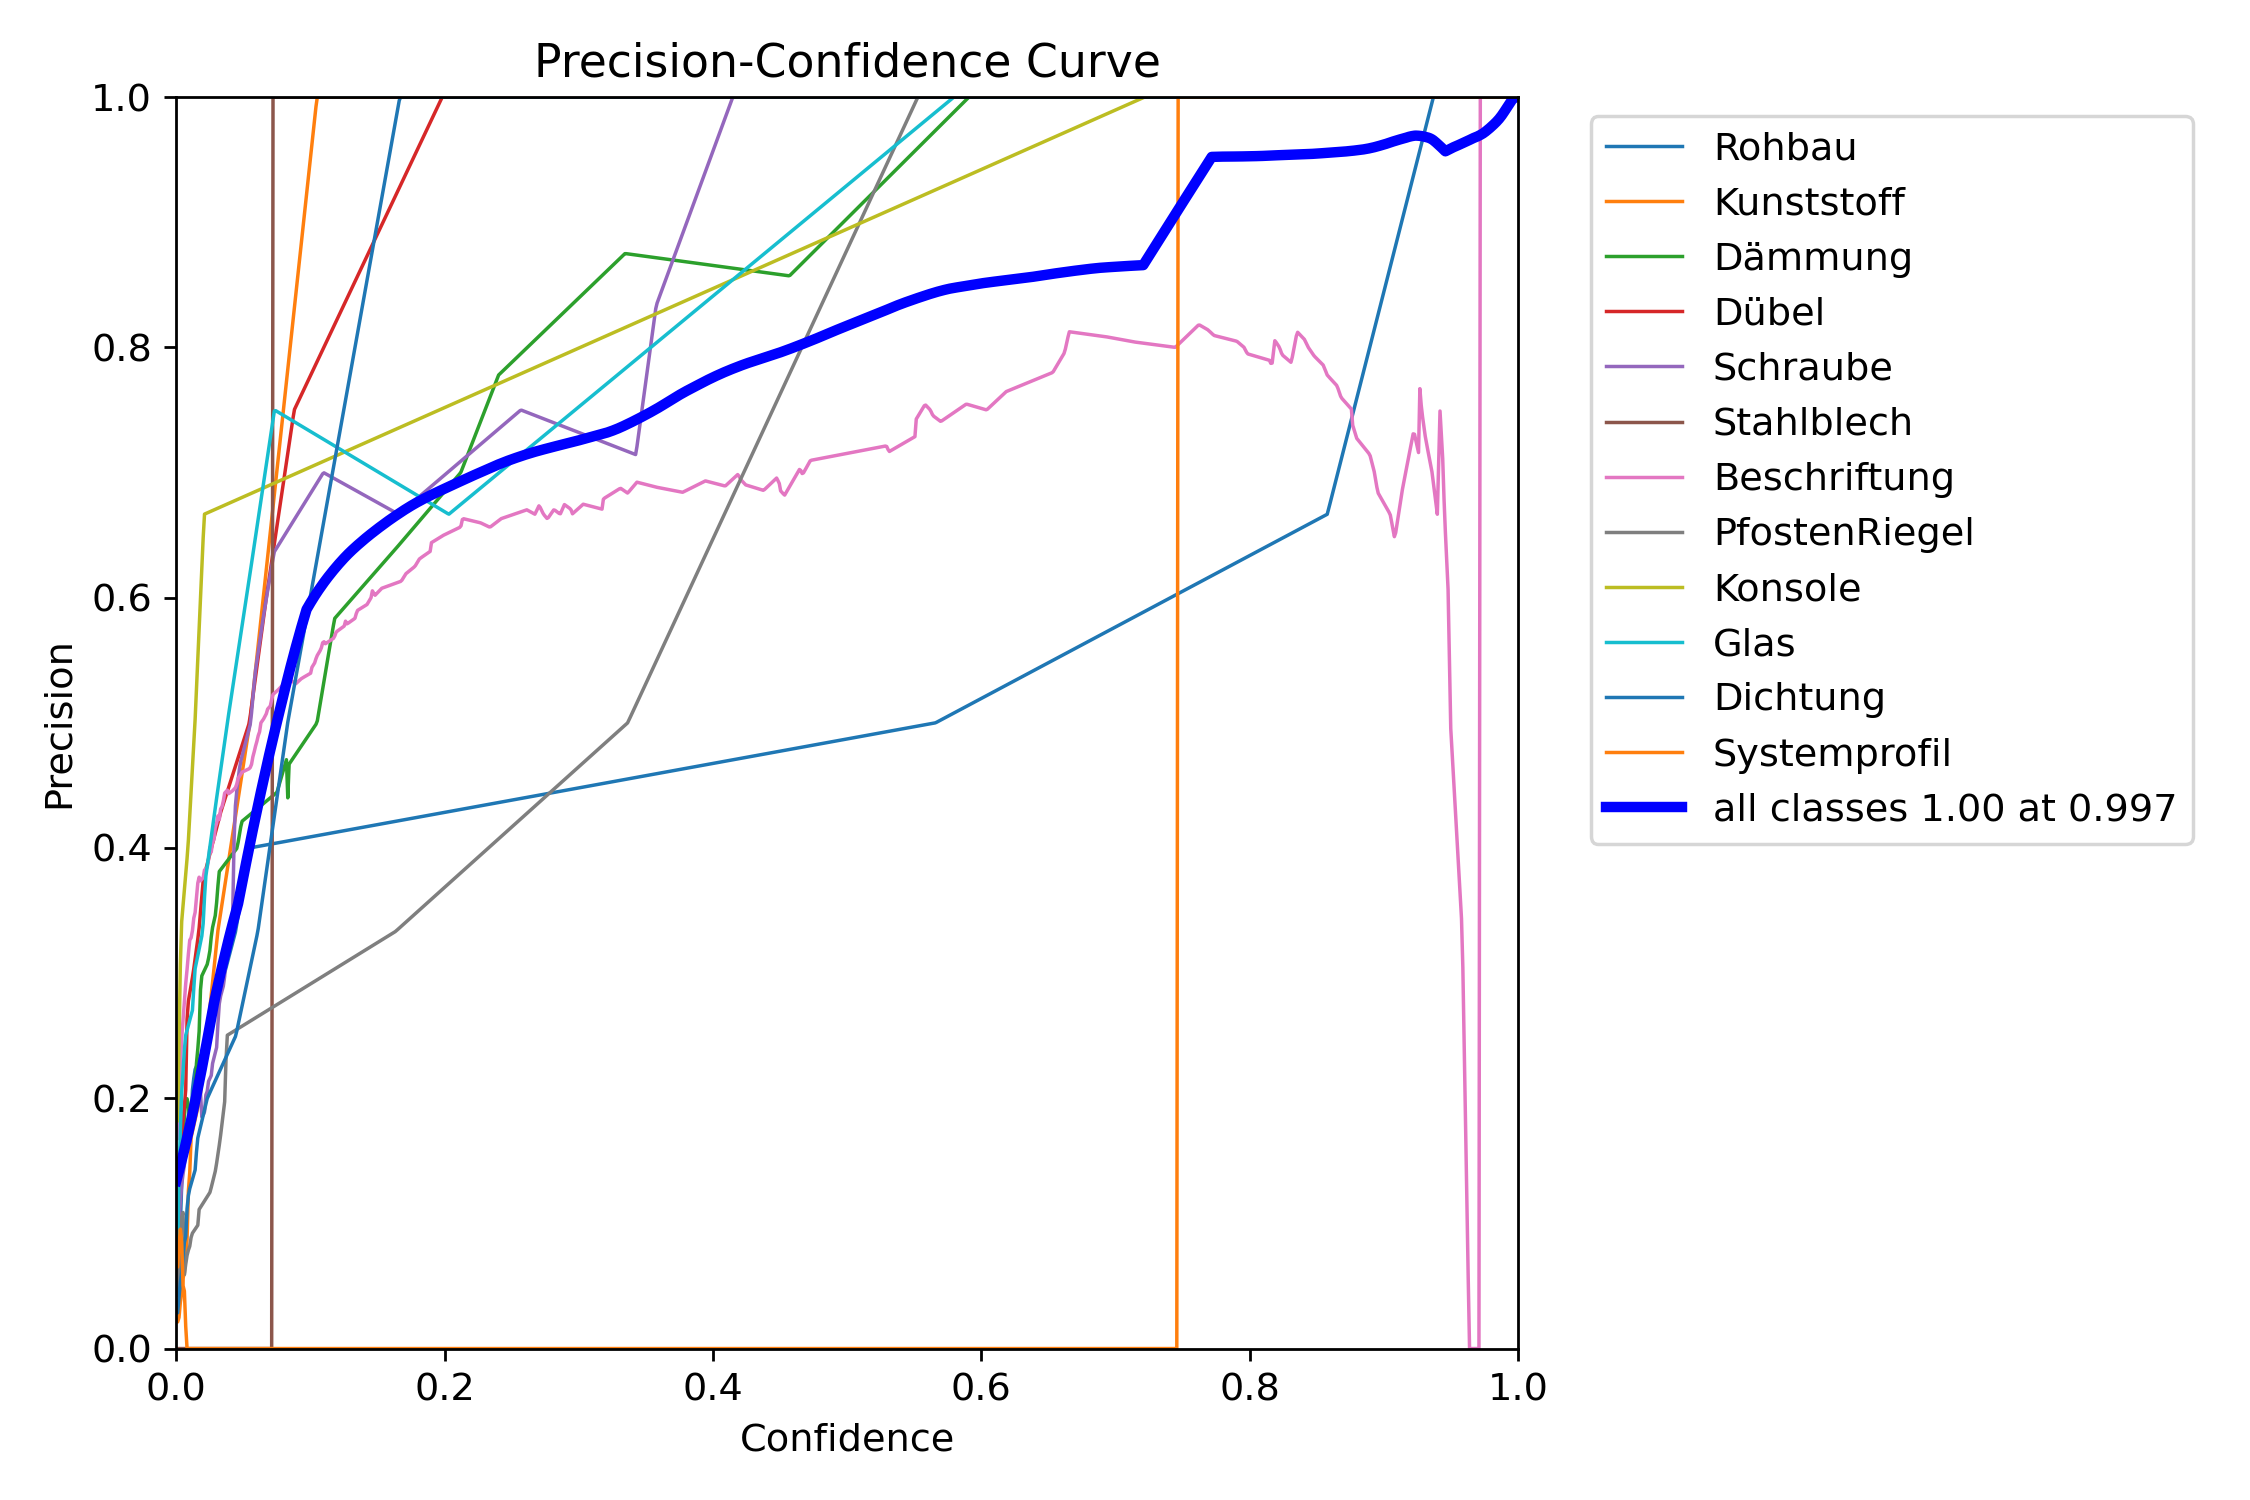 Precision-Confidence Curve
1.0
0.8
0.6
0.4
0.2
0.0
Precision
0.0 0.2 0.4 0.6 0.8 1.0
Confidence
Rohbau
Kunststoff
Dämmung
Dübel
Schraube
Stahlblech
Beschriftung
PfostenRiegel
Konsole
Glas
Dichtung
Systemprofil
all classes 1.00 at 0.997